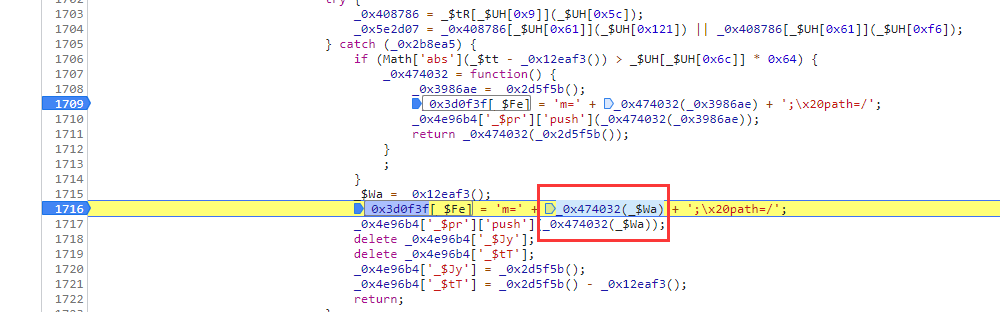 1702 try {
1703 _0x408786 = _$tR[_$UH[0x9]](_$UH[0x5c]);
1704 _0x5e2d07 = _0x408786[_$UH[0x61]](_$UH[0x121]) || _0x408786[_$UH[0x61]](_$UH[0xf6]);
1705 } catch (_0x2b8ea5) {
1706 if (Math['abs'](_$tt - _0x12eaf3()) > _$UH[_$UH[0x6c]] * 0x64) {
1707 _0x474032 = function() {
1708 _0x3986ae = _0x2d5f5b();
1709 _0x3d0f3f[_$Fe] = 'm=' + _0x474032(_0x3986ae) + ';\x20path=/';
1710 _0x4e96b4['_$pr']['push'](_0x474032(_0x3986ae));
1711 return _0x474032(_0x2d5f5b());
1712 }
1713 ;
1714 }
1715 _$Wa = _0x12eaf3();
1716 _0x3d0f3f[_$Fe] = 'm=' + _0x474032(_$Wa) + ';\x20path=/';
1717 _0x4e96b4['_$pr']['push'](_0x474032(_$Wa));
1718 delete _0x4e96b4['_$Jy'];
1719 delete _0x4e96b4['_$tT'];
1720 _0x4e96b4['_$Jy'] = _0x2d5f5b();
1721 _0x4e96b4['_$tT'] = _0x2d5f5b() - _0x12eaf3();
1722 return;